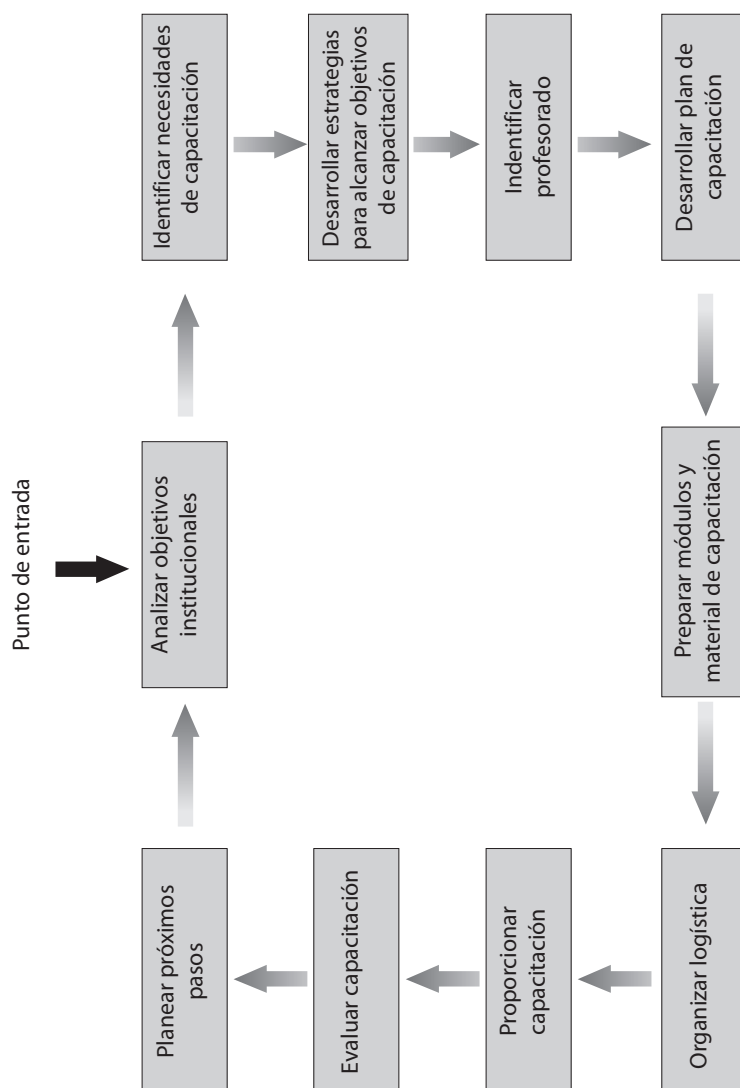 Punto de entrada
Analizar objetivos
institucionales
Identificar necesidades
de capacitación
Desarrollar estrategias
para alcanzar objetivos
de capacitación
Indentificar
profesorado
Desarrollar plan de
capacitación
Preparar módulos y
material de capacitación
Organizar logística
Proporcionar
capacitación
Evaluar capacitación
Planear próximos
pasos